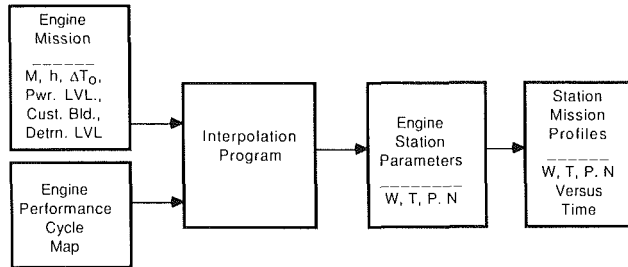 Engine
Mission
M, h, ΔT₀,
Pwr. LVL.,
Cust. Bld.,
Detrn. LVL
Engine
Performance
Cycle
Map
Interpolation
Program
Engine
Station
Parameters
W, T, P. N
Station
Mission
Profiles
W, T, P. N
Versus
Time